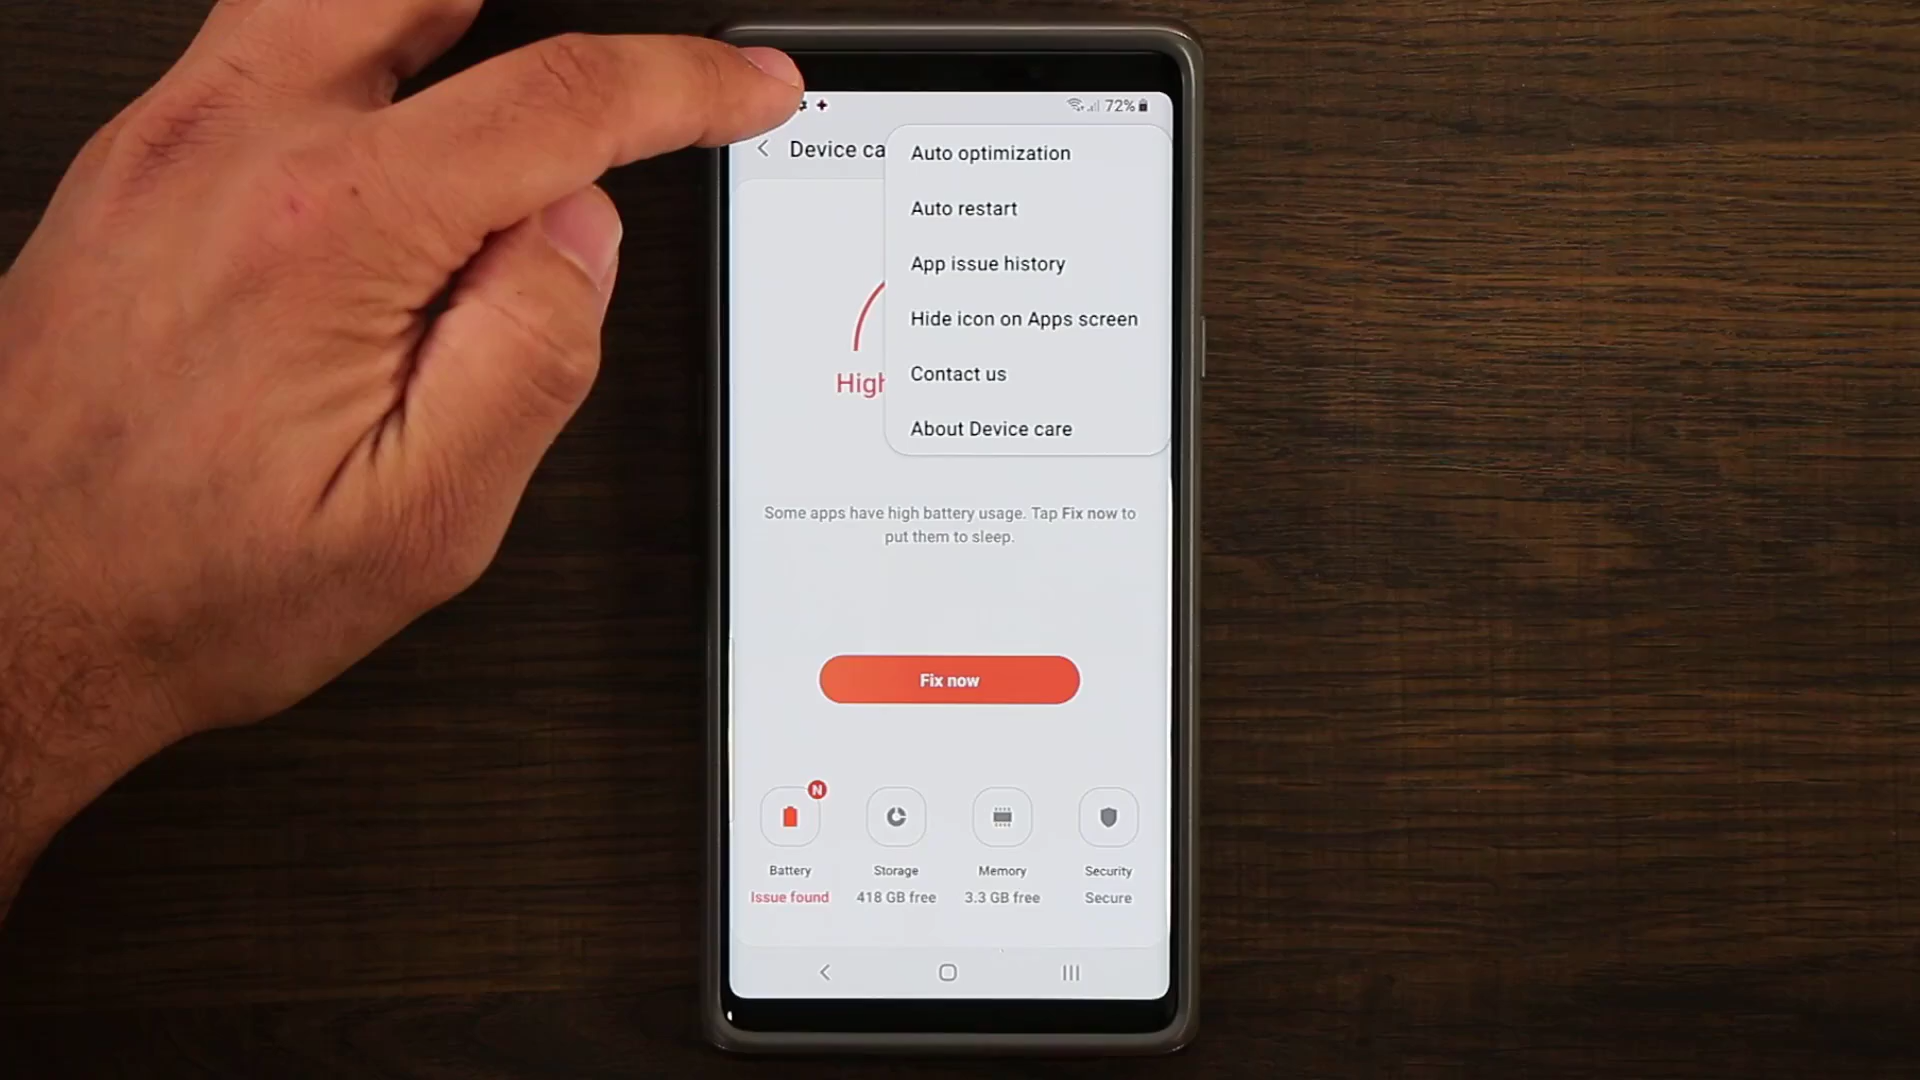 72%
Device ca
Auto optimization
Auto restart
App issue history
Hide icon on Apps screen
Contact us
About Device care
High
Some apps have high battery usage. Tap Fix now to
put them to sleep.
Fix now
N
Battery
Storage
Memory
Security
Issue found
418 GB free
3.3 GB free
Secure